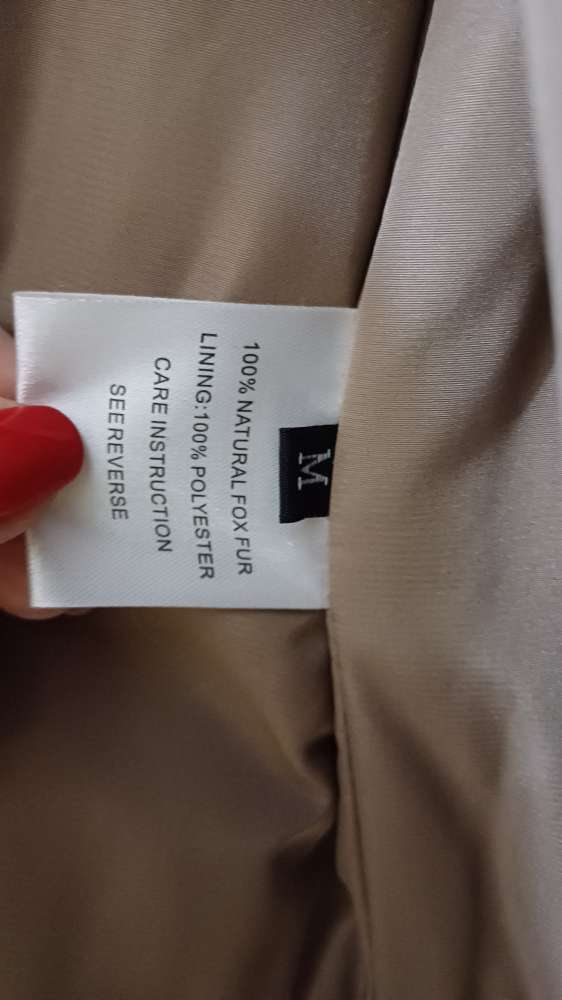 M
100% NATURAL FOX FUR
LINING:100% POLYESTER
CARE INSTRUCTION
SEE REVERSE